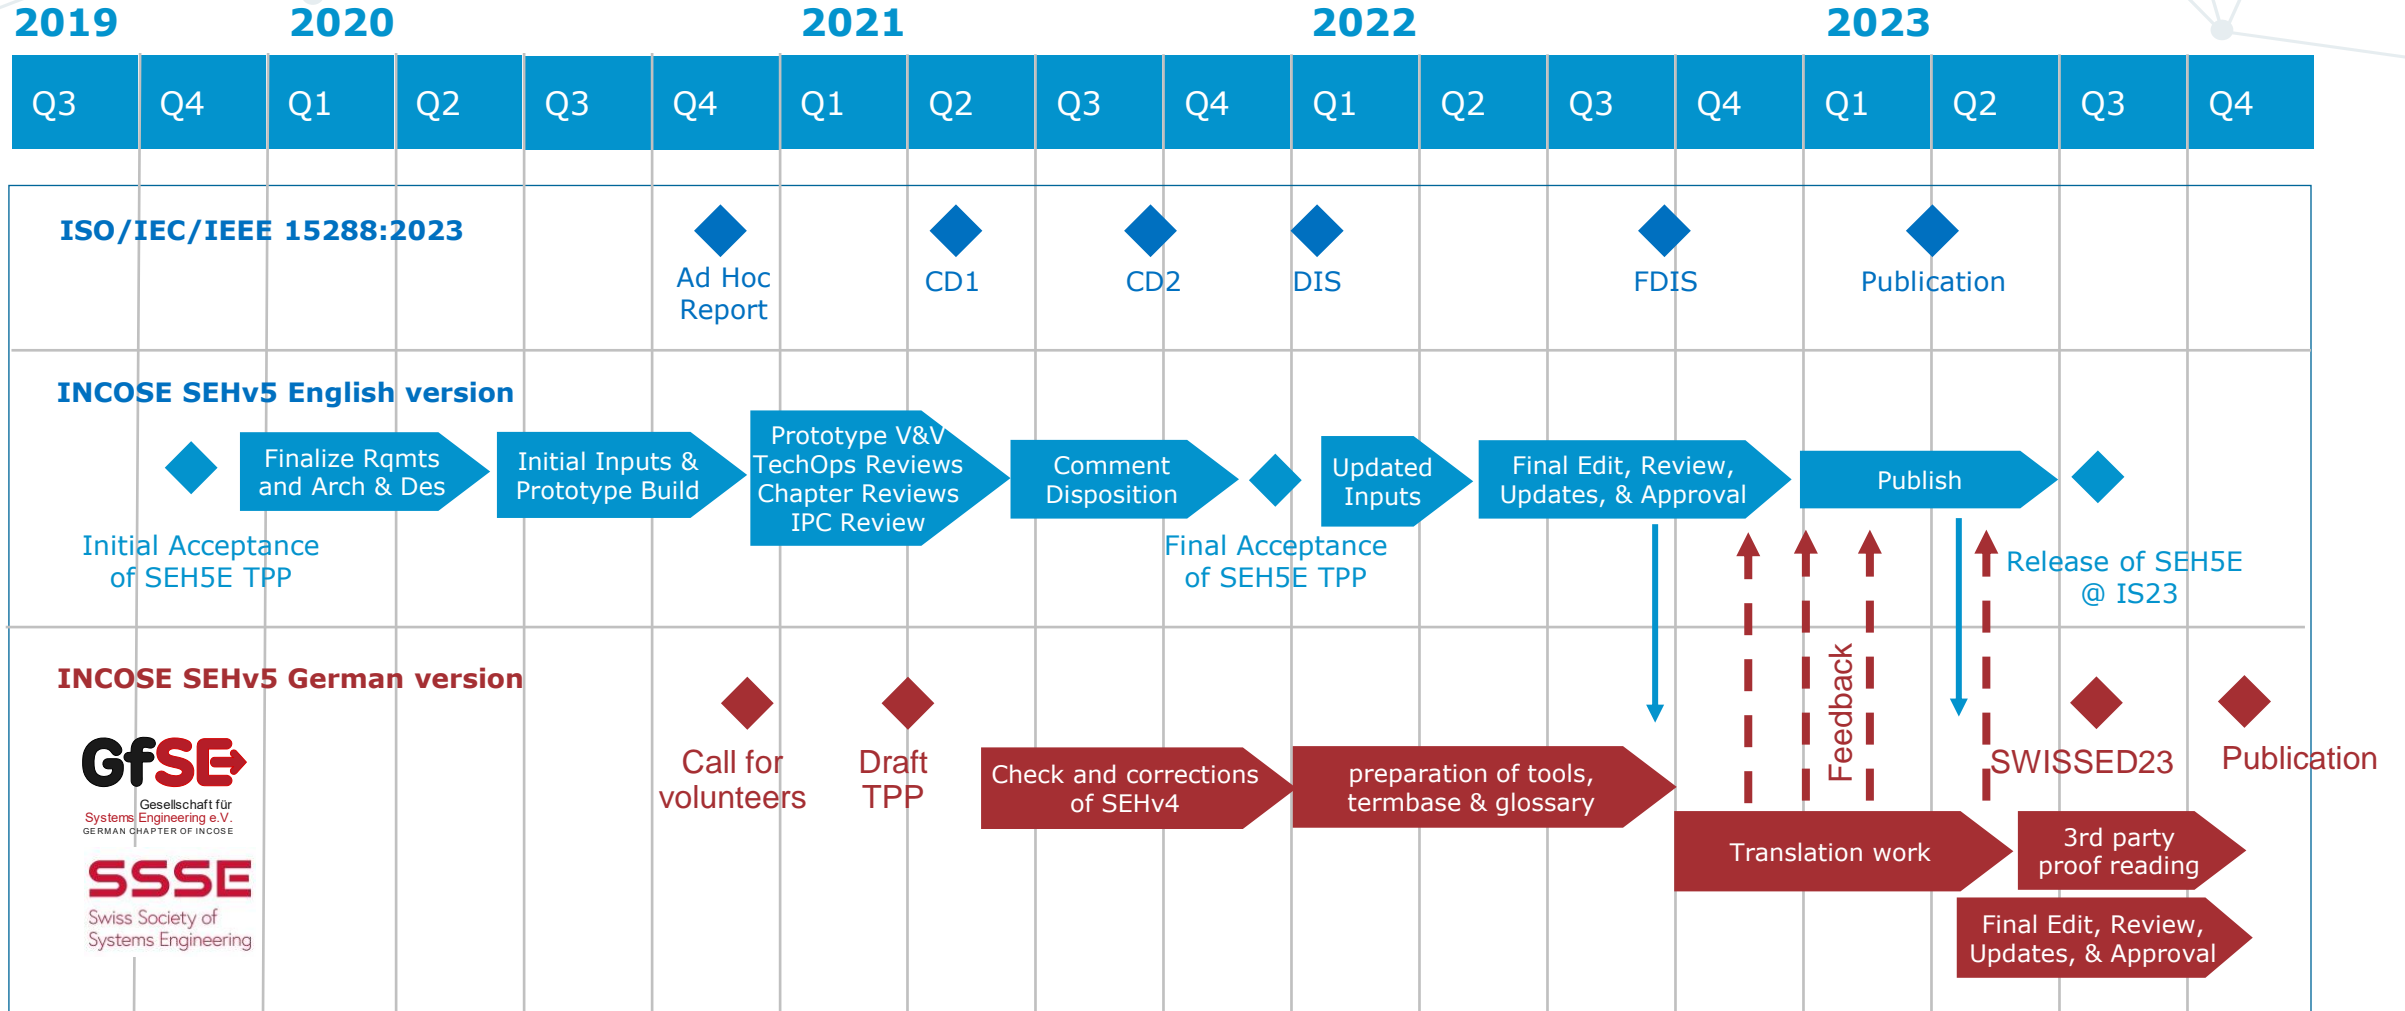 2019 2020 2021 2022 2023
Q3 Q4 Q1 Q2 Q3 Q4 Q1 Q2 Q3 Q4 Q1 Q2 Q3 Q4 Q1 Q2 Q3 Q4
ISO/IEC/IEEE 15288:2023
Ad Hoc
Report
CD1
CD2
DIS
FDIS
Publication
INCOSE SEHv5 English version
Initial Acceptance
of SEH5E TPP
Finalize Rqmts
and Arch & Des
Initial Inputs &
Prototype Build
Prototype V&V
TechOps Reviews
Chapter Reviews
IPC Review
Comment
Disposition
Final Acceptance
of SEH5E TPP
Updated
Inputs
Final Edit, Review,
Updates, & Approval
Publish
Release of SEH5E
@ IS23
INCOSE SEHv5 German version
GfSE
Gesellschaft für
Systems Engineering e.V.
GERMAN CHAPTER OF INCOSE
SSSE
Swiss Society of
Systems Engineering
Call for
volunteers
Draft
TPP
Check and corrections
of SEHv4
preparation of tools,
termbase & glossary
Feedback
Translation work
SWISSED23
Publication
3rd party
proof reading
Final Edit, Review,
Updates, & Approval